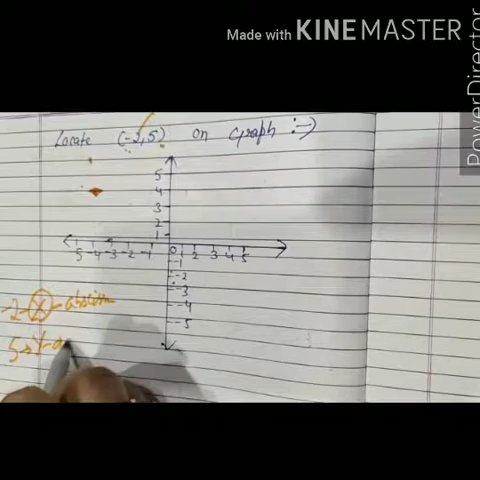 Made with KINEMASTER
PowerDirector
Locate (-2,5) on Graph :-)
5
4
3
2
1
-5 -4 -3 -2 -1 0 1 2 3 4 5
-1
-2
-3
-4
-5
-2 - X -
5 → Y -